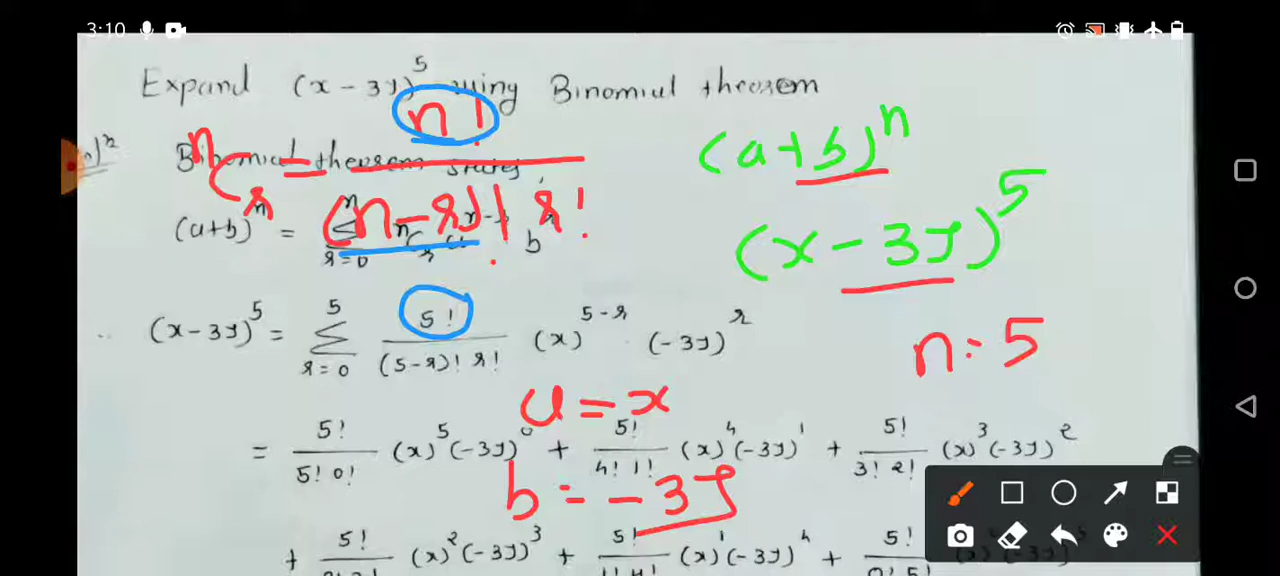 3:10
Expand (x - 3y)^5 using Binomial theorem
n!
(a+b)^n
nCr =
Binomial theorem states,
(n-r)! r!
(x-3y)^5
(a+b)^n = Σ_{r=0}^{n} nCr a^{n-r} b^r
n = 5
(x-3y)^5 = Σ_{r=0}^{5} 5!/((5-r)! r!) (x)^{5-r} · (-3y)^r
a = x
= 5!/(5! 0!) (x)^5 (-3y)^0 + 5!/(4! 1!) (x)^4 (-3y)^1 + 5!/(3! 2!) (x)^3 (-3y)^2
b = -3y
+ 5! (x)^2 (-3y)^3 + 5!/(1! 4!) (x)^1 (-3y)^4 + 5!/(0! 5!)